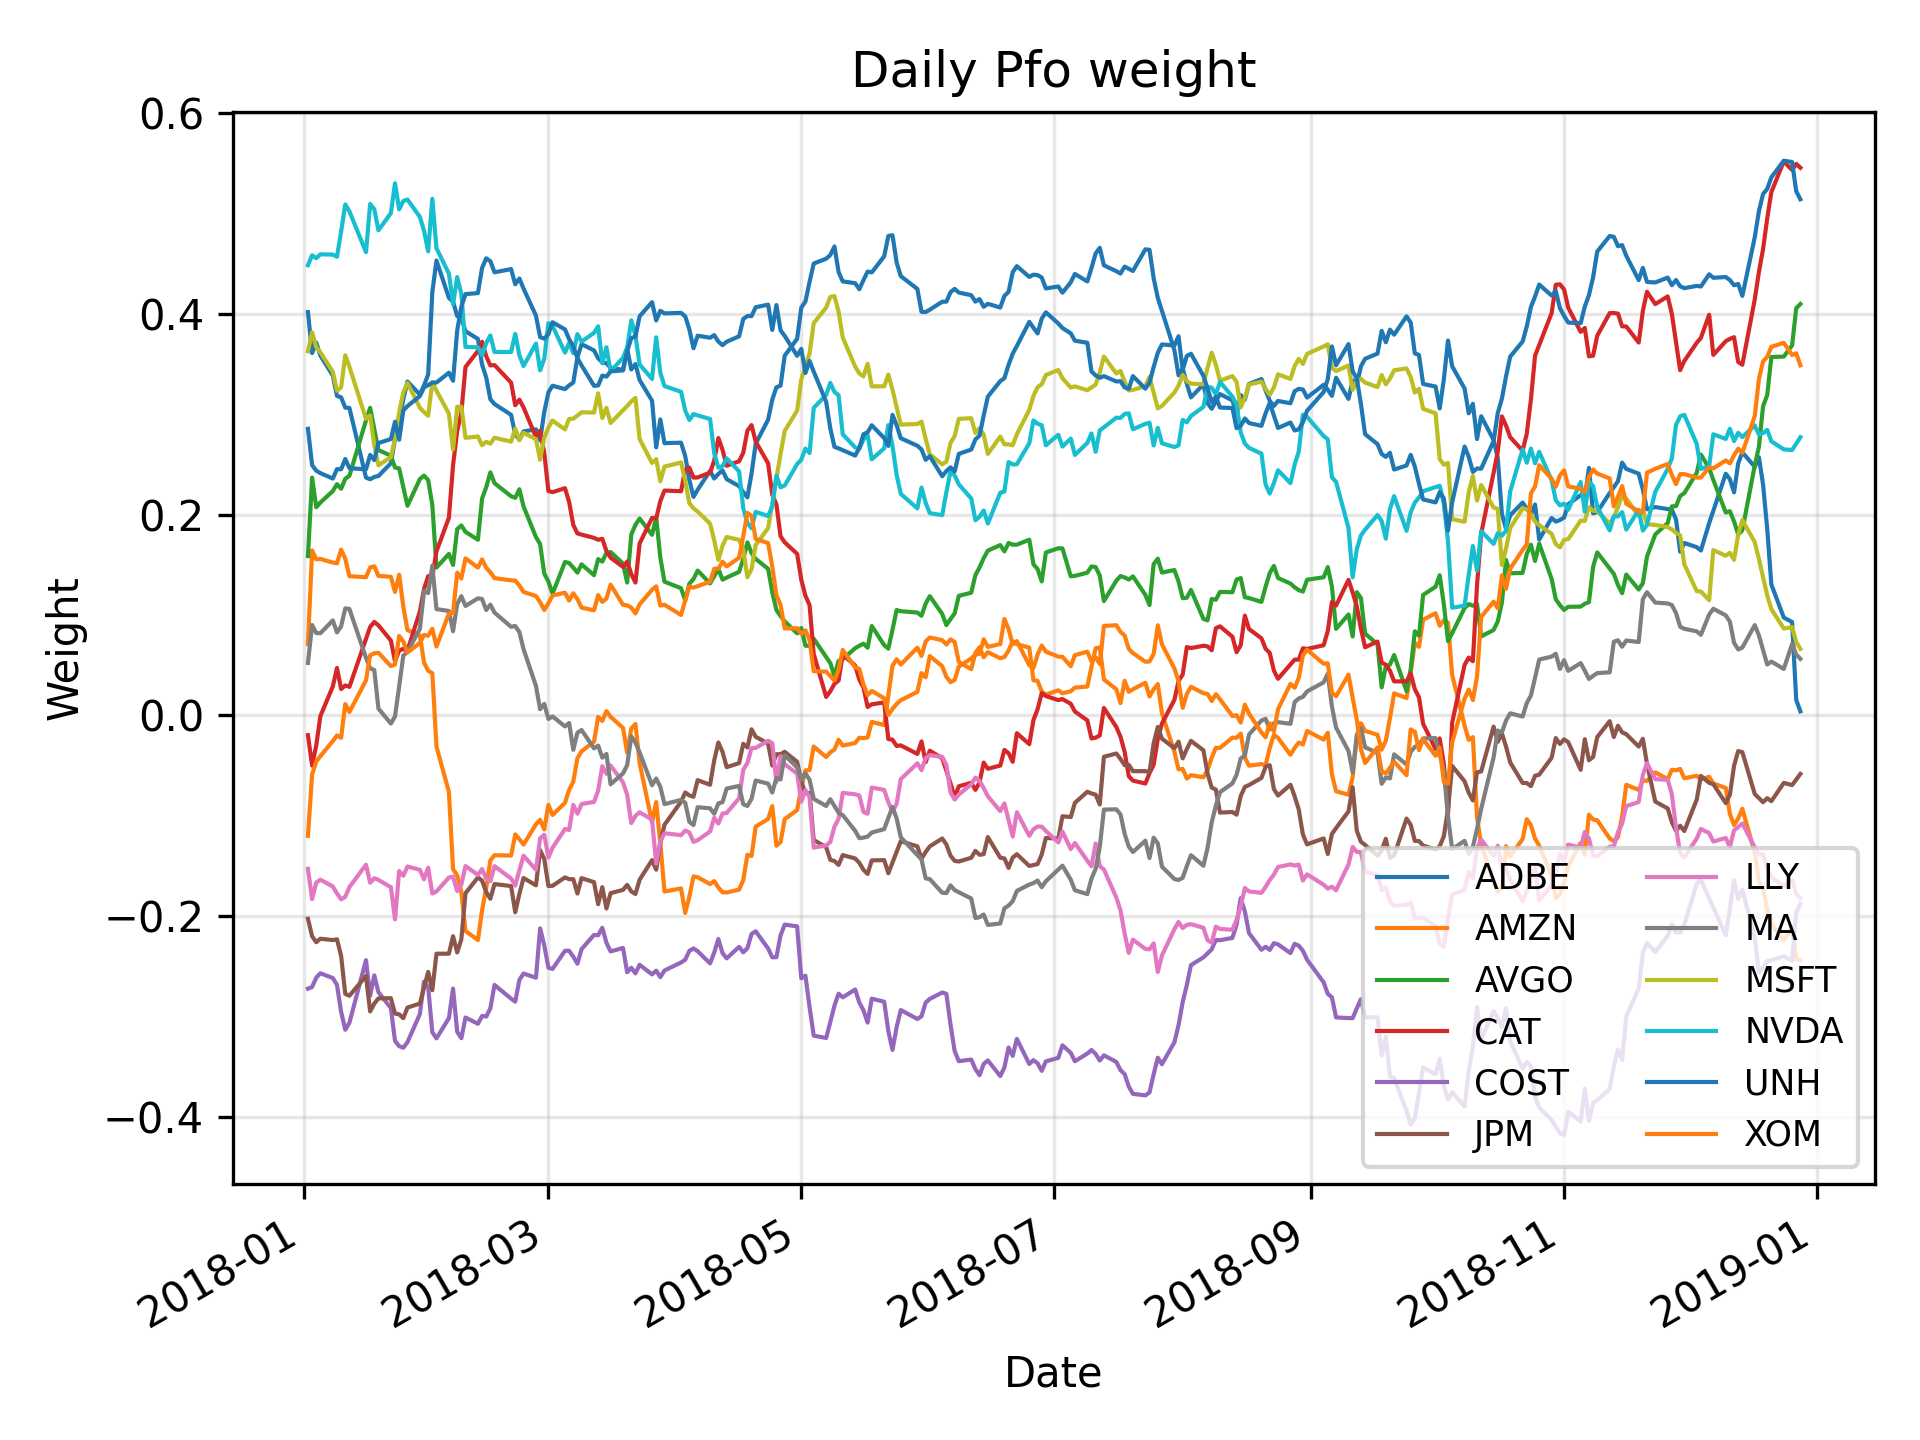 Daily Pfo weight
0.6
0.4
0.2
0.0
−0.2
−0.4
Weight
ADBE
AMZN
AVGO
CAT
COST
JPM
LLY
MA
MSFT
NVDA
UNH
XOM
2018-01
2018-03
2018-05
2018-07
2018-09
2018-11
2019-01
Date